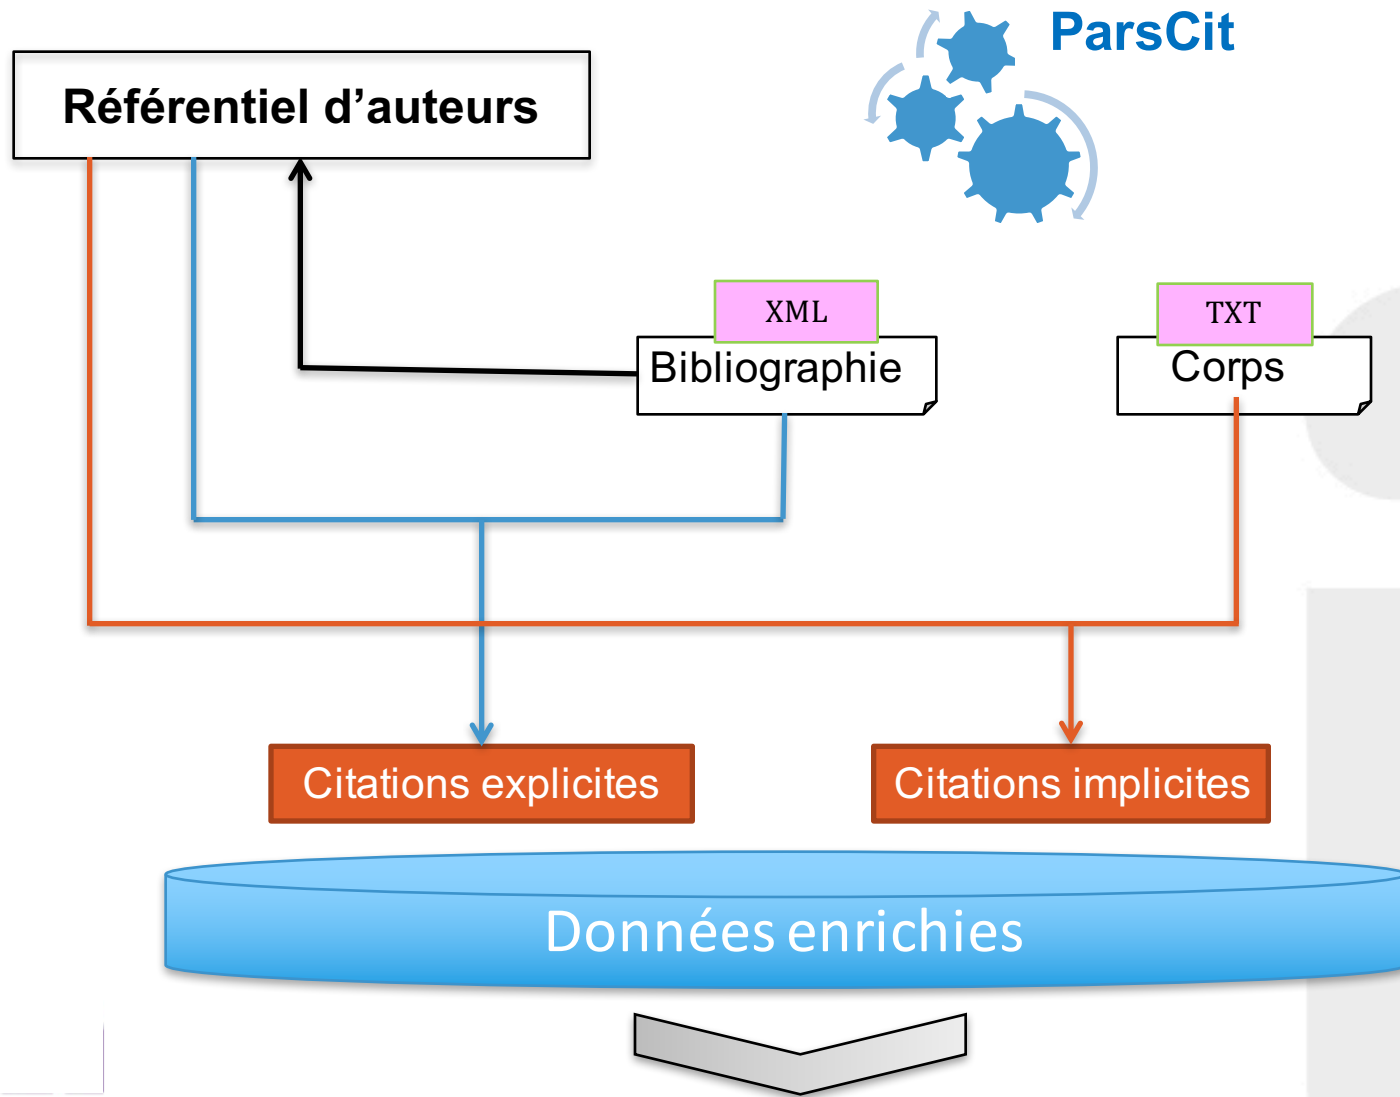 ParsCit
Référentiel d’auteurs
XML
Bibliographie
TXT
Corps
Citations explicites
Citations implicites
Données enrichies